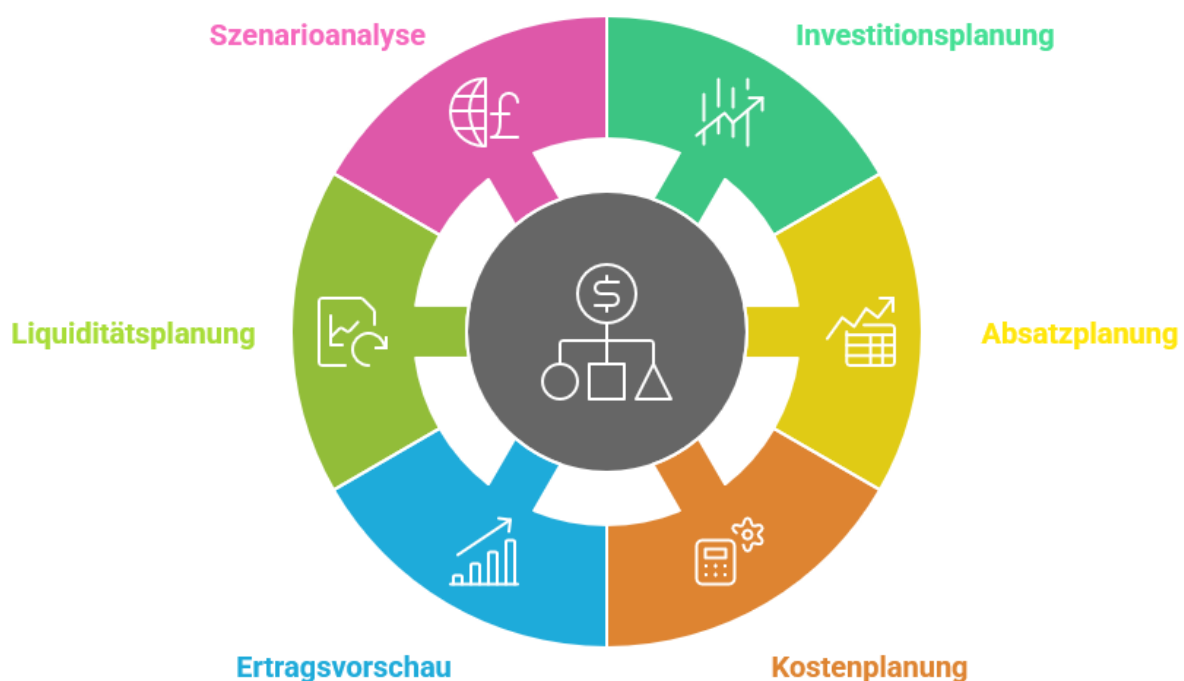 Szenarioanalyse
Investitionsplanung
Liquiditätsplanung
Absatzplanung
Ertragsvorschau
Kostenplanung